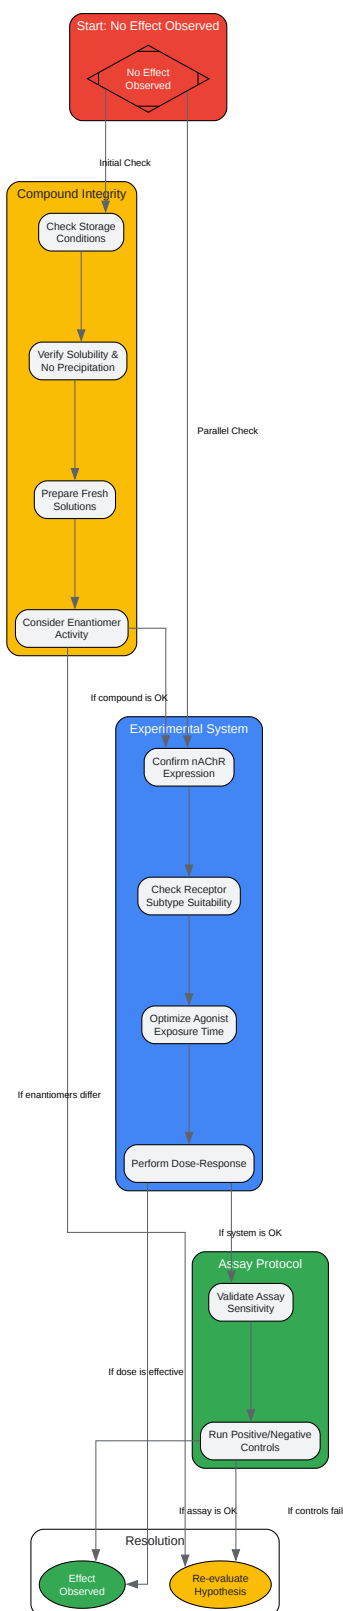 Start: No Effect Observed
No Effect
Observed
Initial Check
Compound Integrity
Check Storage
Conditions
Verify Solubility &
No Precipitation
Parallel Check
Prepare Fresh
Solutions
Consider Enantiomer
Activity
If compound is OK
Experimental System
Confirm nAChR
Expression
Check Receptor
Subtype Suitability
Optimize Agonist
Exposure Time
If enantiomers differ
Perform Dose-Response
If system is OK
Assay Protocol
Validate Assay
Sensitivity
If dose is effective
Run Positive/Negative
Controls
If assay is OK
If controls fail
Resolution
Effect
Observed
Re-evaluate
Hypothesis